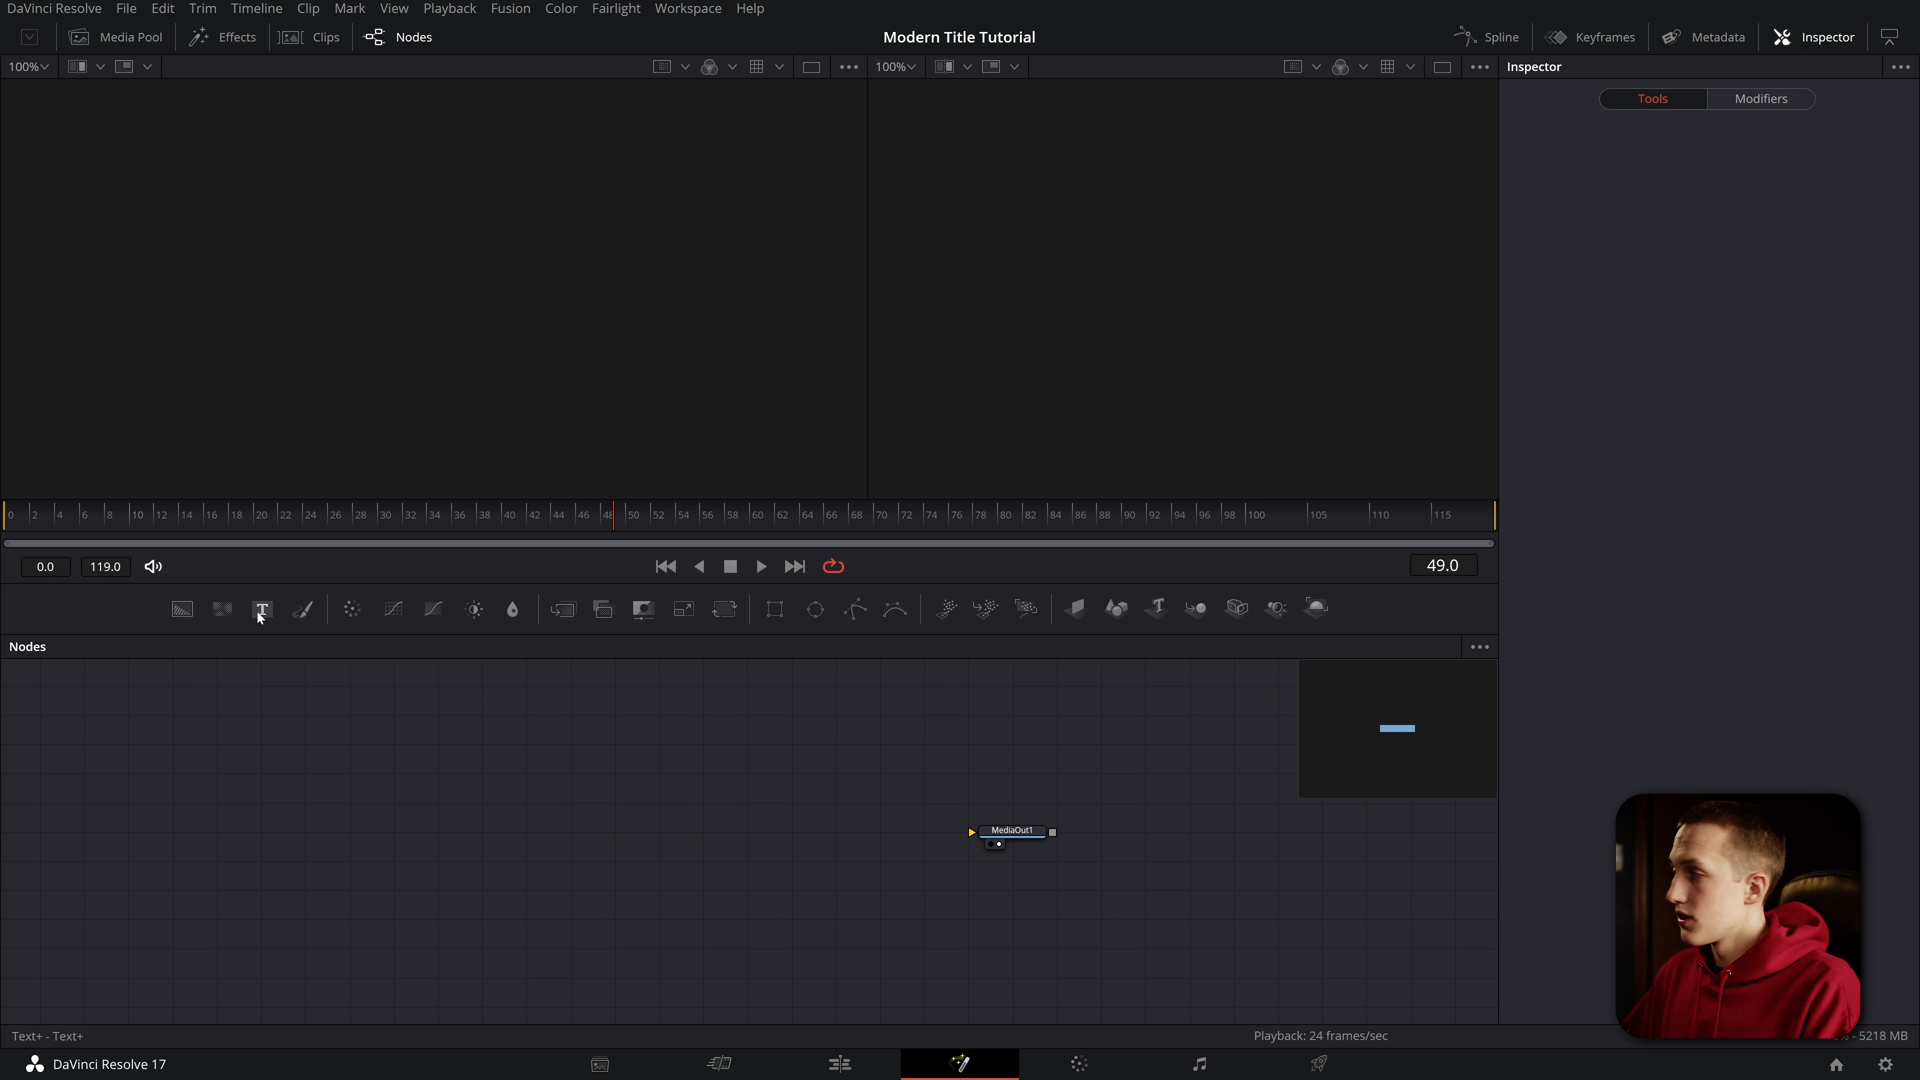 DaVinci Resolve File Edit Trim Timeline Clip Mark View Playback Fusion Color Fairlight Workspace Help
Media Pool Effects Clips Nodes Modern Title Tutorial Spline Keyframes Metadata Inspector
100% 100% Inspector
Tools Modifiers
0 2 4 6 8 10 12 14 16 18 20 22 24 26 28 30 32 34 36 38 40 42 44 46 48 50 52 54 56 58 60 62 64 66 68 70 72 74 76 78 80 82 84 86 88 90 92 94 96 98 100 105 110 115
0.0 119.0 49.0
T T
Nodes
MediaOut1
Text+ - Text+ Playback: 24 frames/sec - 5218 MB
DaVinci Resolve 17